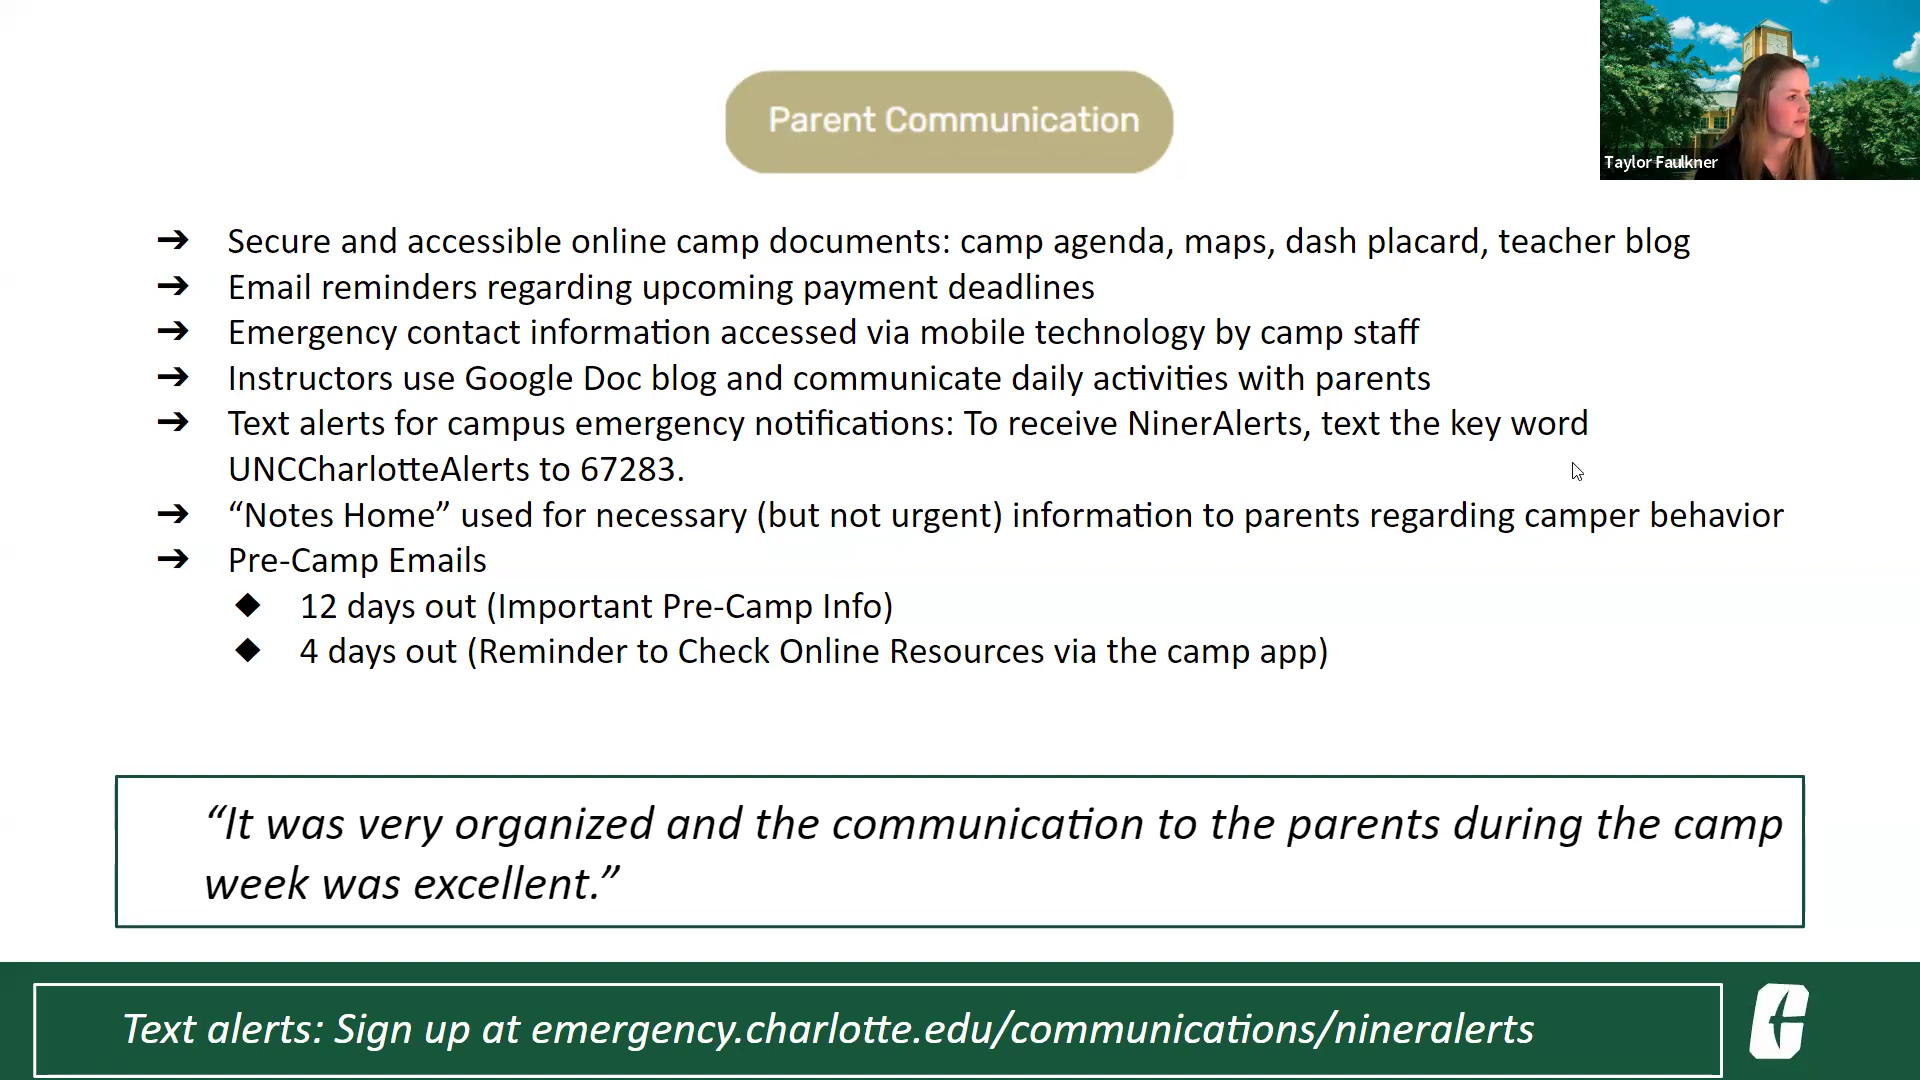 Parent Communication
Taylor Faulkner
➔ Secure and accessible online camp documents: camp agenda, maps, dash placard, teacher blog
➔ Email reminders regarding upcoming payment deadlines
➔ Emergency contact information accessed via mobile technology by camp staff
➔ Instructors use Google Doc blog and communicate daily activities with parents
➔ Text alerts for campus emergency notifications: To receive NinerAlerts, text the key word
UNCCharlotteAlerts to 67283.
➔ “Notes Home” used for necessary (but not urgent) information to parents regarding camper behavior
➔ Pre-Camp Emails
◆ 12 days out (Important Pre-Camp Info)
◆ 4 days out (Reminder to Check Online Resources via the camp app)
“It was very organized and the communication to the parents during the camp
week was excellent.”
Text alerts: Sign up at emergency.charlotte.edu/communications/nineralerts